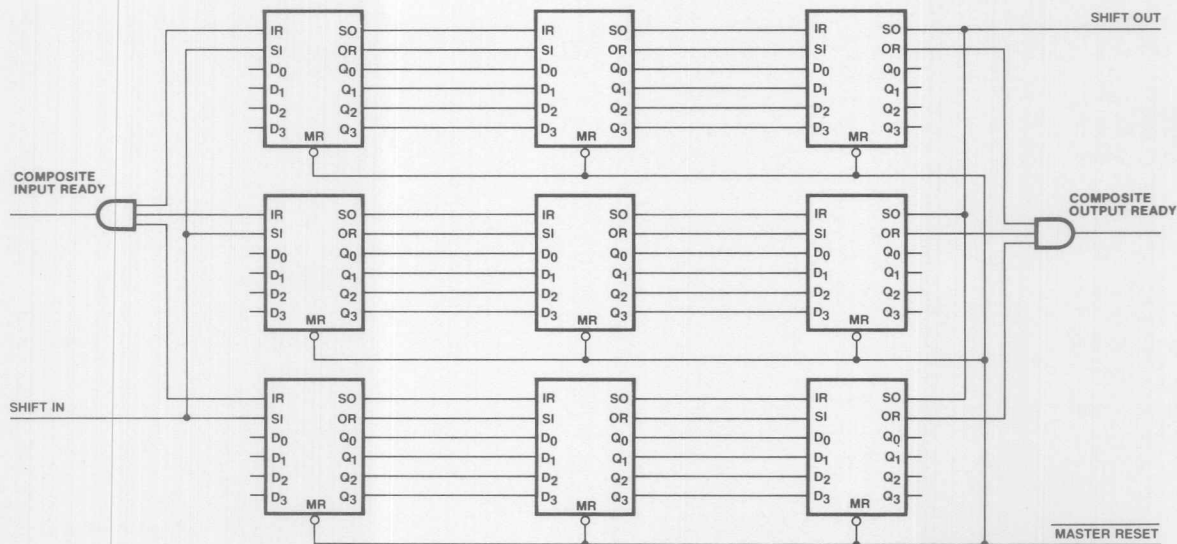 SHIFT OUT
IR SO IR SO IR SO
SI OR SI OR SI OR
D0 Q0 D0 Q0 D0 Q0
D1 Q1 D1 Q1 D1 Q1
D2 Q2 D2 Q2 D2 Q2
D3 Q3 D3 Q3 D3 Q3
MR MR MR
COMPOSITE
INPUT READY
COMPOSITE
OUTPUT READY
IR SO IR SO IR SO
SI OR SI OR SI OR
D0 Q0 D0 Q0 D0 Q0
D1 Q1 D1 Q1 D1 Q1
D2 Q2 D2 Q2 D2 Q2
D3 Q3 D3 Q3 D3 Q3
MR MR MR
SHIFT IN
IR SO IR SO IR SO
SI OR SI OR SI OR
D0 Q0 D0 Q0 D0 Q0
D1 Q1 D1 Q1 D1 Q1
D2 Q2 D2 Q2 D2 Q2
D3 Q3 D3 Q3 D3 Q3
MR MR MR
MASTER RESET